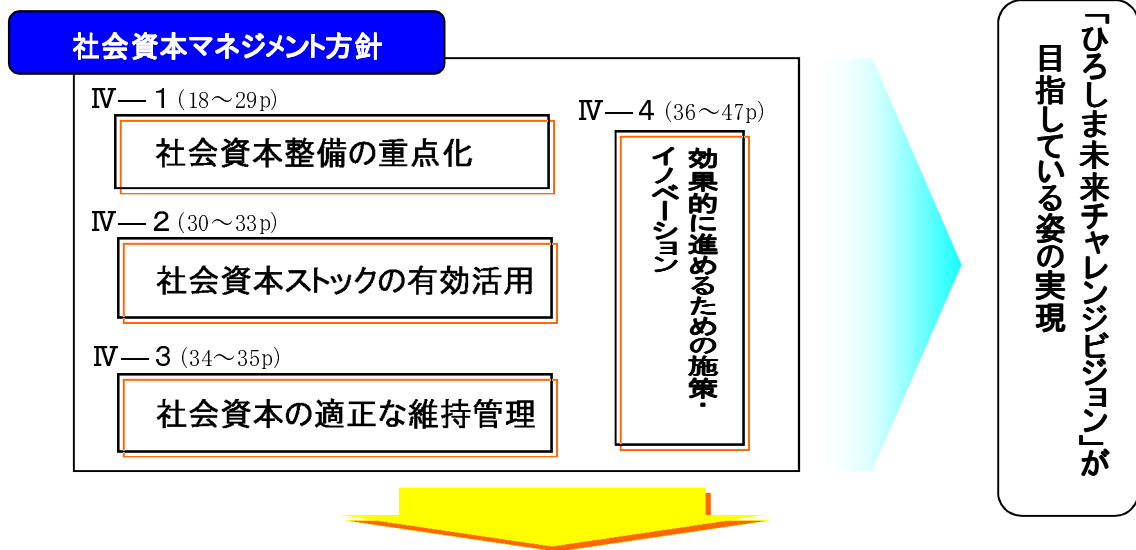 社会資本マネジメント方針
Ⅳ―１ (18～29p)
社会資本整備の重点化
Ⅳ―２ (30～33p)
社会資本ストックの有効活用
Ⅳ―３ (34～35p)
社会資本の適正な維持管理
Ⅳ―４ (36～47p)
効果的に進めるための施策・
イノベーション
「ひろしま未来チャレンジビジョン」が
目指している姿の実現